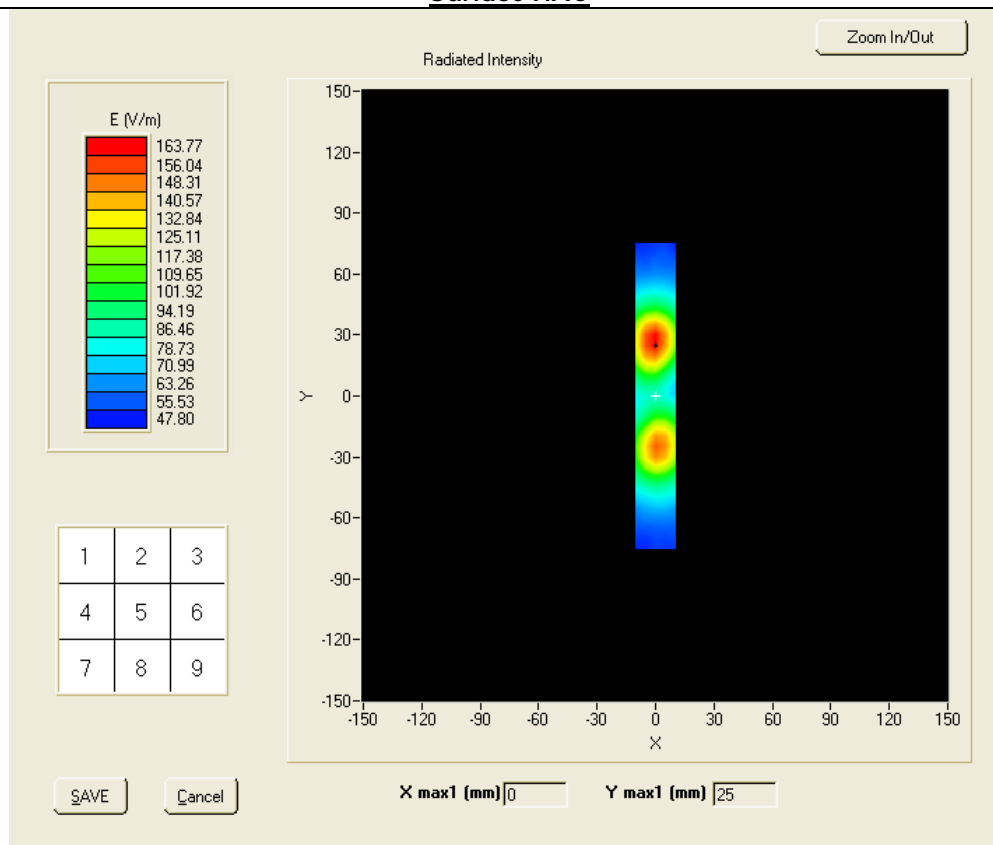 Surface HAC
Zoom In/Out
Radiated Intensity
E (V/m)
163.77
156.04
148.31
140.57
132.84
125.11
117.38
109.65
101.92
94.19
86.46
78.73
70.99
63.26
55.53
47.80
150
120
90
60
30
0
-30
-60
-90
-120
-150
Y
-150 -120 -90 -60 -30 0 30 60 90 120 150
X
1 2 3
4 5 6
7 8 9
SAVE Cancel
X max1 (mm) 0 Y max1 (mm) 25